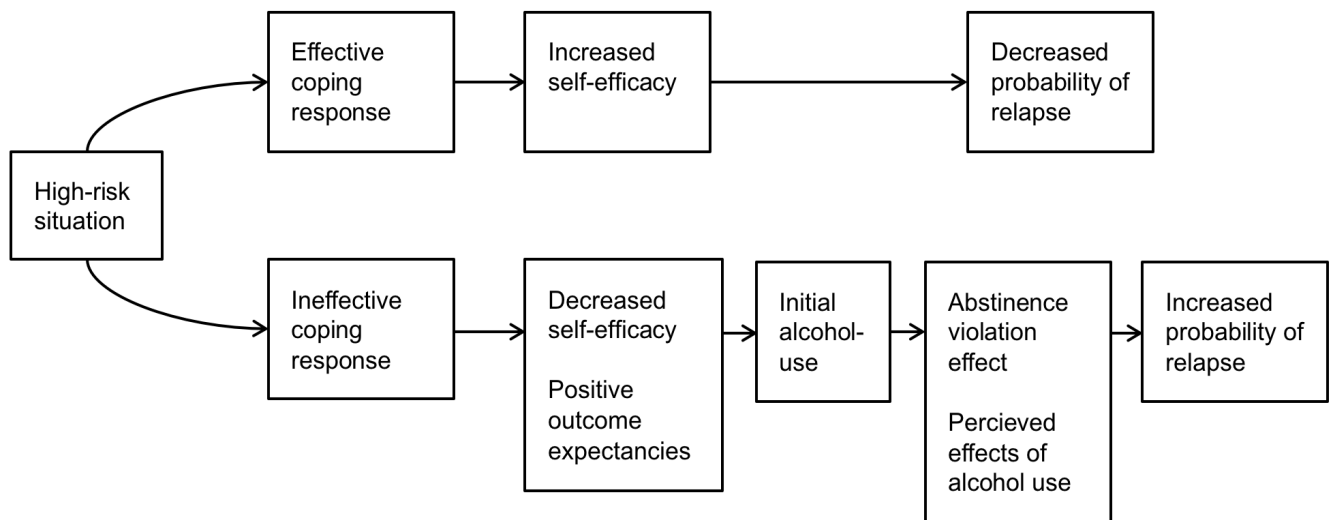 High-risk
situation
Effective
coping
response
Increased
self-efficacy
Decreased
probability of
relapse
Ineffective
coping
response
Decreased
self-efficacy
Positive
outcome
expectancies
Initial
alcohol-
use
Abstinence
violation
effect
Percieved
effects of
alcohol use
Increased
probability of
relapse